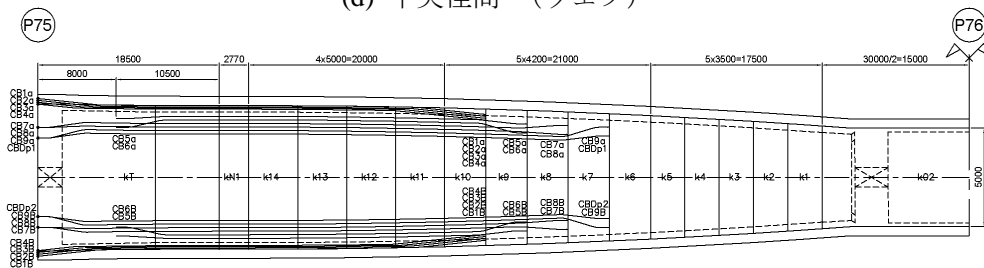 (d) 中央径間 (ウェブ)
P75
P76
18500
2770
4x5000=20000
5x4200=21000
5x3500=17500
30000/2=15000
8000
10500
CB1a
CB2a
CB3a
CB4a
CB7a
CB8a
CB9a
CBDp1
CB5a
CB6a
CB1a
CB2a
CB3a
CB4a
CB5a
CB6a
CB7a
CB8a
CB9a
CBDp1
kT
kN1
k14
k13
k12
k11
k10
k9
k8
k7
k6
k5
k4
k3
k2
k1
k02
5000
CBDp2
CB9B
CB8B
CB7B
CB6B
CB5B
CB4B
CB3B
CB2B
CB1B
CB4B
CB3B
CB2B
CB1B
CB6B
CB5B
CB8B
CB7B
CBDp2
CB9B